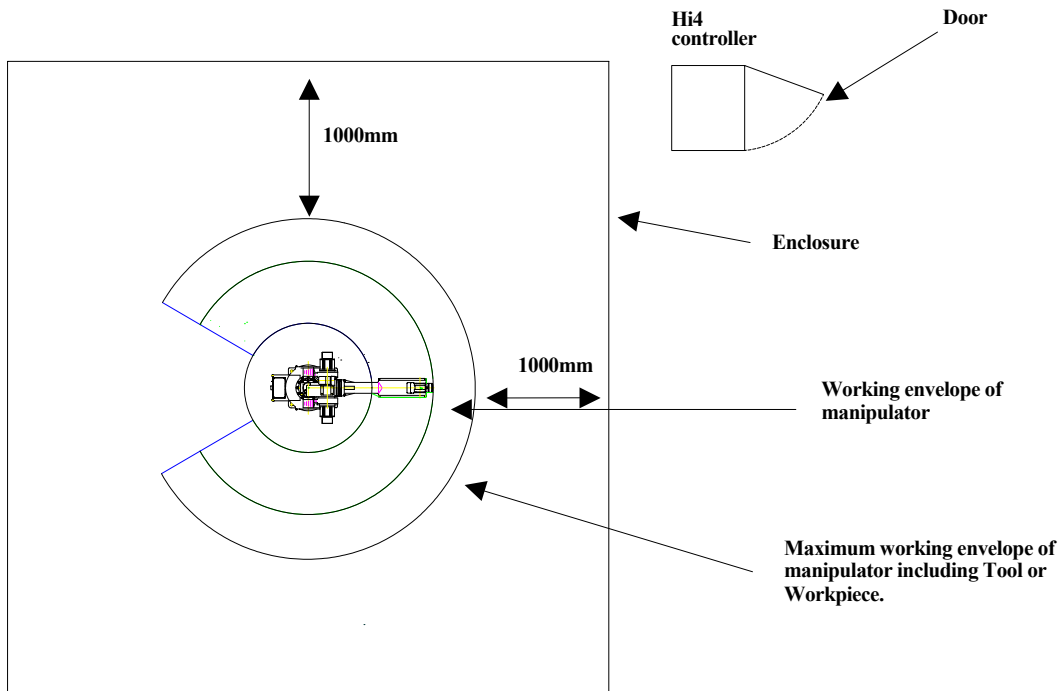 Hi4
controller
Door
1000mm
Enclosure
1000mm
Working envelope of
manipulator
Maximum working envelope of
manipulator including Tool or
Workpiece.